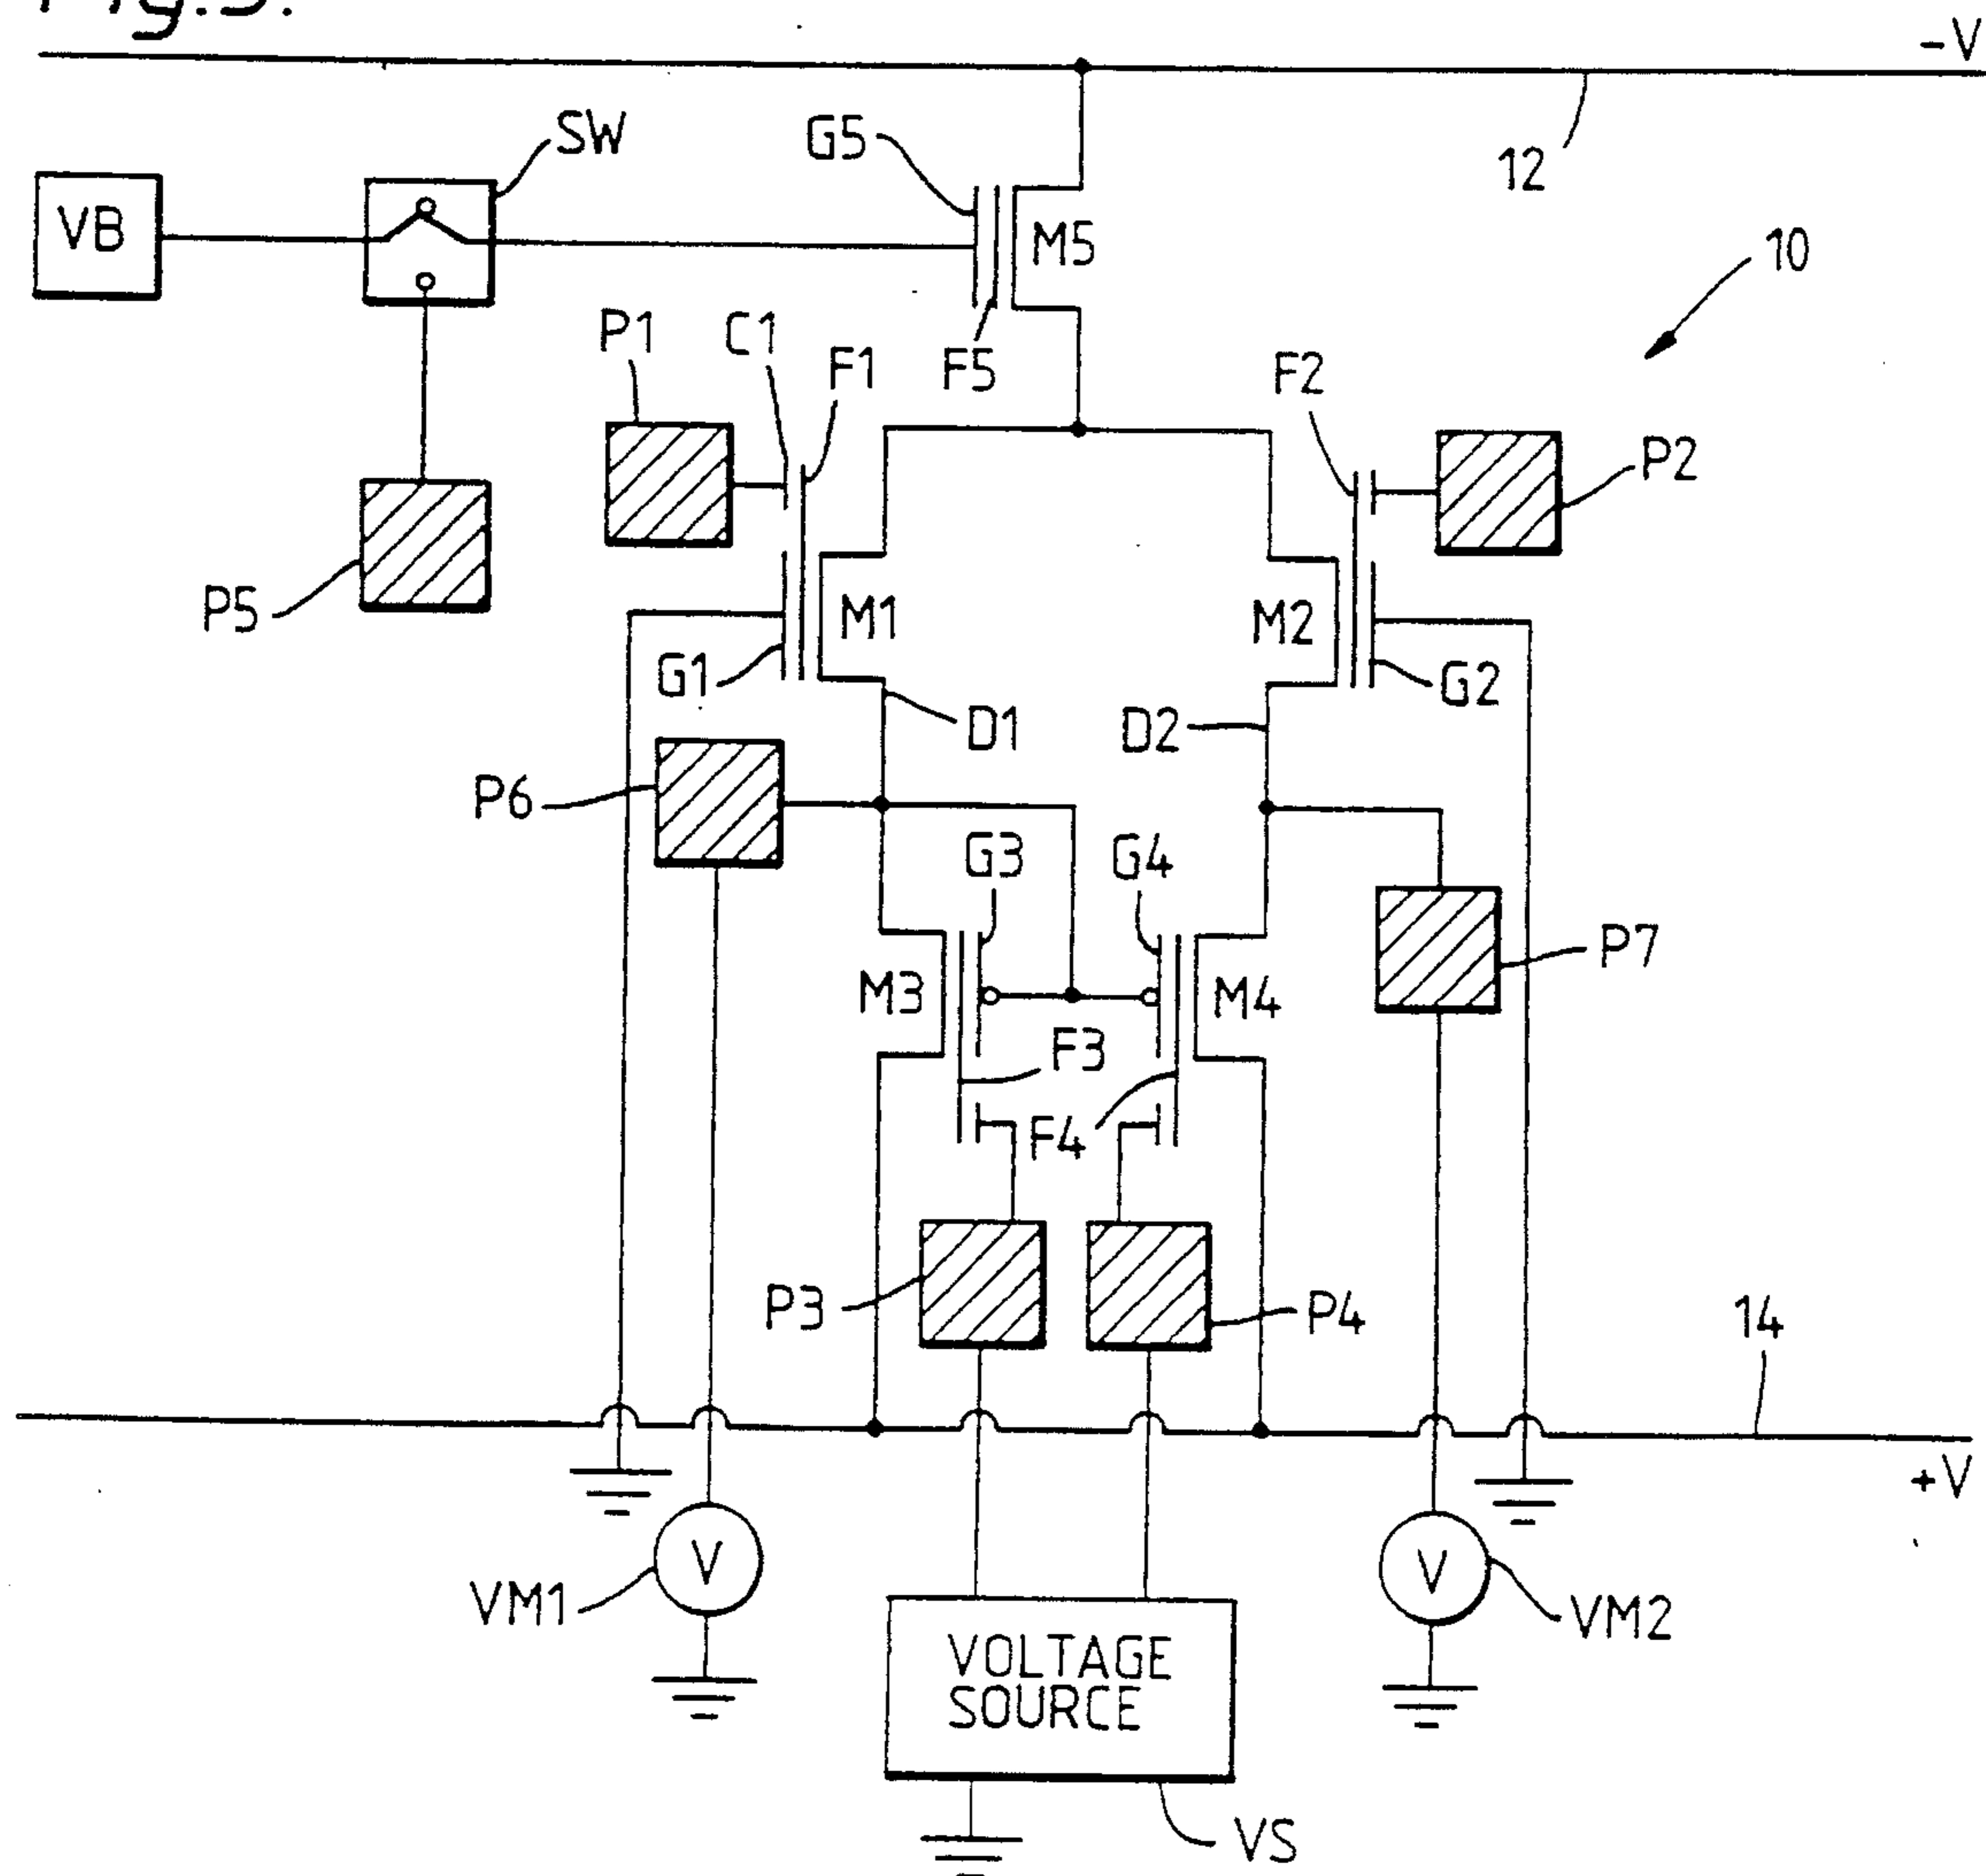 Fig.3.
-V
12
SW
G5
VB
M5
10
P1
C1
F1
F5
F2
P2
P5
M1
M2
G1
G2
D1
D2
P6
G3
G4
P7
M3
M4
F3
F4
P3
P4
14
+V
V
VM1
V
VM2
VOLTAGE
SOURCE
VS